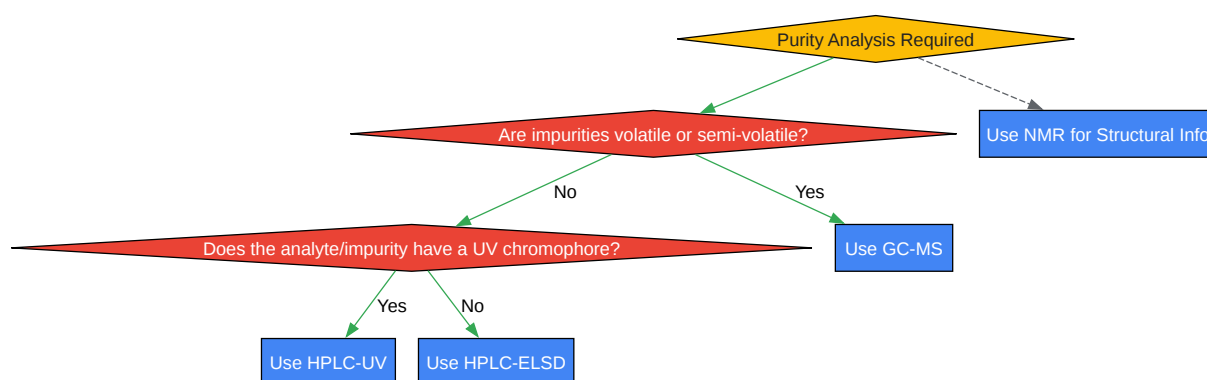 Purity Analysis Required
Are impurities volatile or semi-volatile?
Use NMR for Structural Info
No
Yes
Does the analyte/impurity have a UV chromophore?
Use GC-MS
Yes
No
Use HPLC-UV
Use HPLC-ELSD